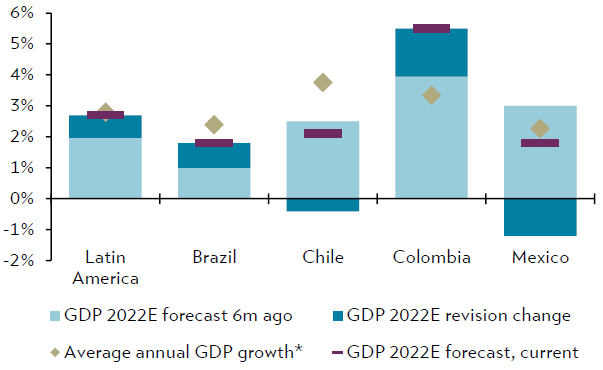 6%
5%
4%
3%
2%
1%
0%
-1%
-2%
Latin
America
Brazil
Chile
Colombia
Mexico
GDP 2022E forecast 6m ago
GDP 2022E revision change
Average annual GDP growth*
GDP 2022E forecast, current